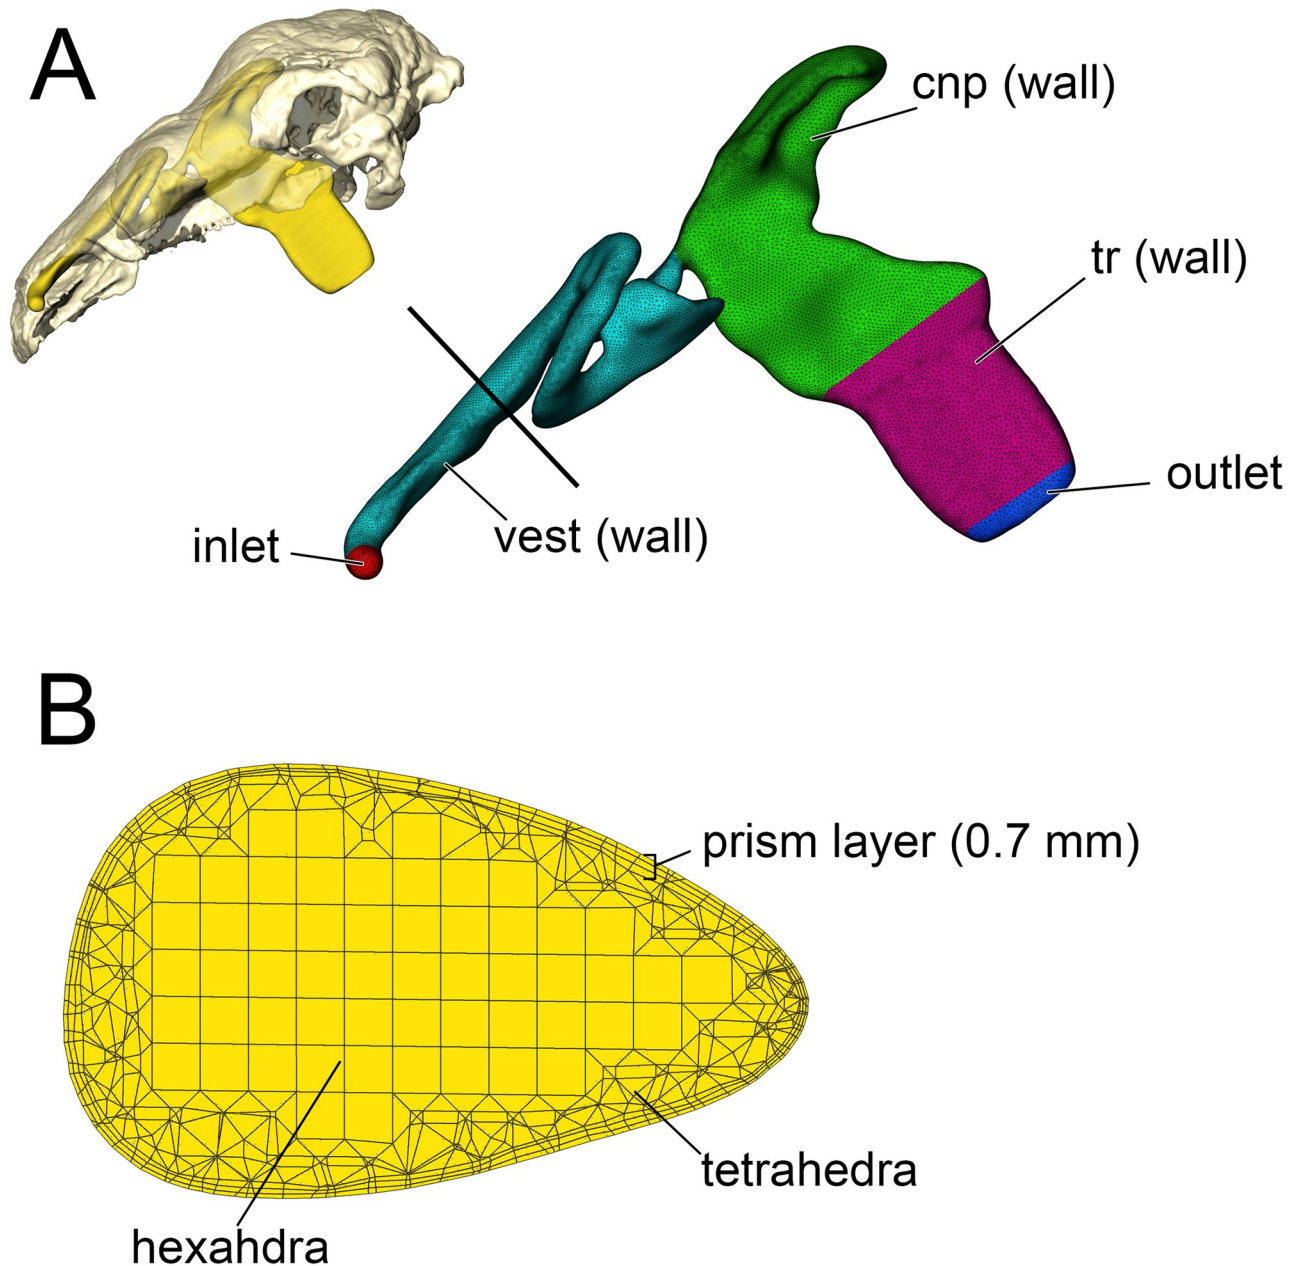 A
cnp (wall)
tr (wall)
outlet
vest (wall)
inlet
B
prism layer (0.7 mm)
tetrahedra
hexahdra